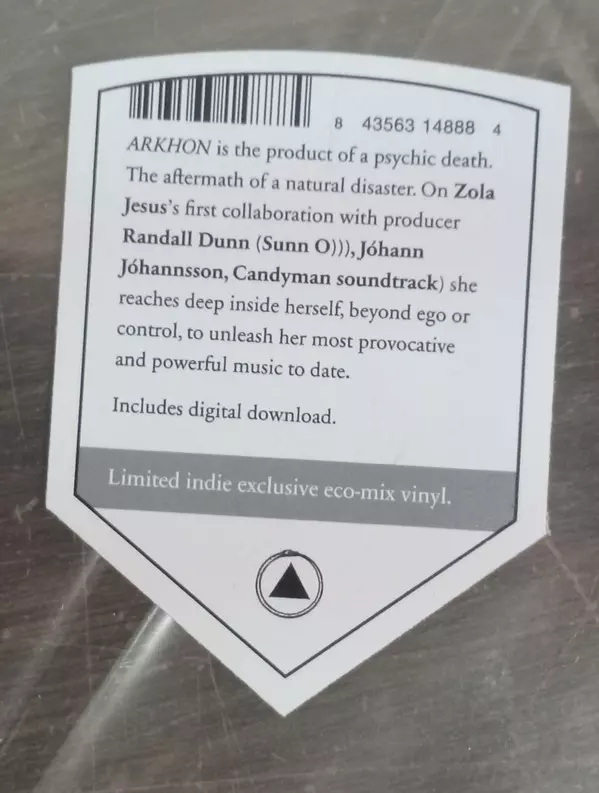 8 43563 14888 4
ARKHON is the product of a psychic death.
The aftermath of a natural disaster. On Zola
Jesus's first collaboration with producer
Randall Dunn (Sunn O))), Jóhann
Jóhannsson, Candyman soundtrack) she
reaches deep inside herself, beyond ego or
control, to unleash her most provocative
and powerful music to date.
Includes digital download.
Limited indie exclusive eco-mix vinyl.